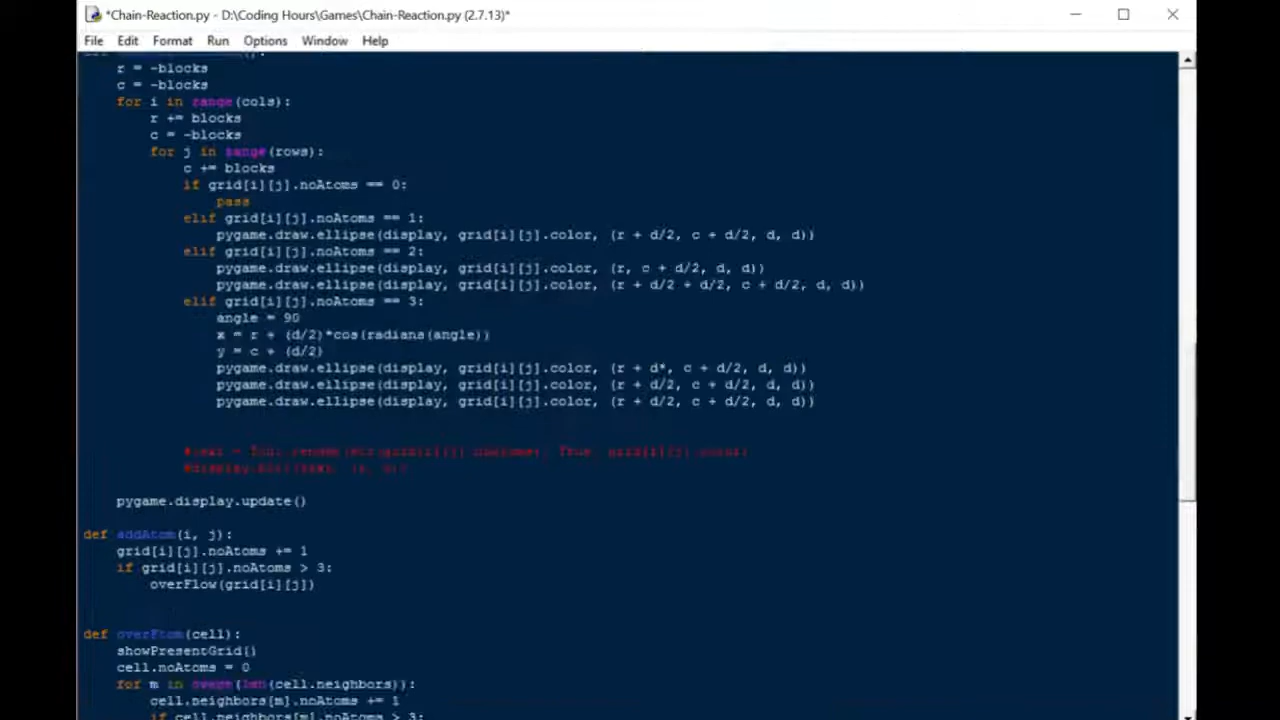 *Chain-Reaction.py - D:\Coding Hours\Games\Chain-Reaction.py (2.7.13)*
File Edit Format Run Options Window Help
r = -blocks
c = -blocks
for i in range(cols):
r += blocks
c = -blocks
for j in range(rows):
c += blocks
if grid[i][j].noAtoms == 0:
pass
elif grid[i][j].noAtoms == 1:
pygame.draw.ellipse(display, grid[i][j].color, (r + d/2, c + d/2, d, d))
elif grid[i][j].noAtoms == 2:
pygame.draw.ellipse(display, grid[i][j].color, (r, c + d/2, d, d))
pygame.draw.ellipse(display, grid[i][j].color, (r + d/2 + d/2, c + d/2, d, d))
elif grid[i][j].noAtoms == 3:
angle = 90
x = r + (d/2)*cos(radians(angle))
y = c + (d/2)
pygame.draw.ellipse(display, grid[i][j].color, (r + d*, c + d/2, d, d))
pygame.draw.ellipse(display, grid[i][j].color, (r + d/2, c + d/2, d, d))
pygame.draw.ellipse(display, grid[i][j].color, (r + d/2, c + d/2, d, d))
pygame.display.update()
def addAtom(i, j):
grid[i][j].noAtoms += 1
if grid[i][j].noAtoms > 3:
overFlow(grid[i][j])
def (cell):
showPresentGrid()
cell.noAtoms = 0
for m in (cell.neighbors)):
cell.neighbors[m].noAtoms += 1
if cell.neighbors[m].noAtoms > 3: